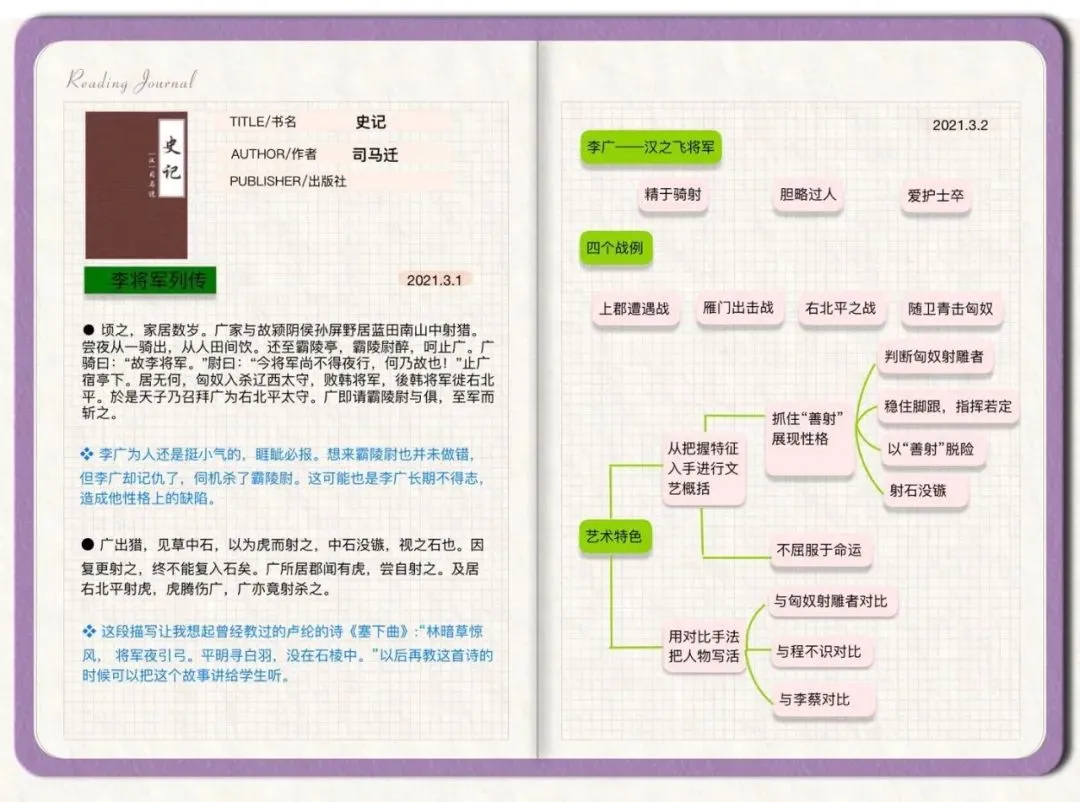 Reading Journal
史记
TITLE/书名 史记
AUTHOR/作者 司马迁
PUBLISHER/出版社
李将军列传
2021.3.1
● 顷之，家居数岁。广家与故颍阴侯孙屏野居蓝田南山中射猎。
尝夜从一骑出，从人田间饮。还至霸陵亭，霸陵尉醉，呵止广。广
骑曰：“故李将军。”尉曰：“今将军尚不得夜行，何乃故也！”止广
宿亭下。居无何，匈奴入杀辽西太守，败韩将军，後韩将军徙右北
平。於是天子乃召拜广为右北平太守。广即请霸陵尉与俱，至军而
斩之。
❖ 李广为人还是挺小气的，睚眦必报。想来霸陵尉也并未做错，
但李广却记仇了，伺机杀了霸陵尉。这可能也是李广长期不得志，
造成他性格上的缺陷。
● 广出猎，见草中石，以为虎而射之，中石没镞，视之石也。因
复更射之，终不能复入石矣。广所居郡闻有虎，尝自射之。及居
右北平射虎，虎腾伤广，广亦竟射杀之。
❖ 这段描写让我想起曾经教过的卢纶的诗《塞下曲》:“林暗草惊
风， 将军夜引弓。平明寻白羽，没在石棱中。”以后再教这首诗的
时候可以把这个故事讲给学生听。
2021.3.2
李广——汉之飞将军
精于骑射 胆略过人 爱护士卒
四个战例
上郡遭遇战 雁门出击战 右北平之战 随卫青击匈奴
艺术特色
从把握特征
入手进行文
艺概括
抓住“善射”
展现性格
判断匈奴射雕者
稳住脚跟，指挥若定
以“善射”脱险
射石没镞
不屈服于命运
用对比手法
把人物写活
与匈奴射雕者对比
与程不识对比
与李蔡对比